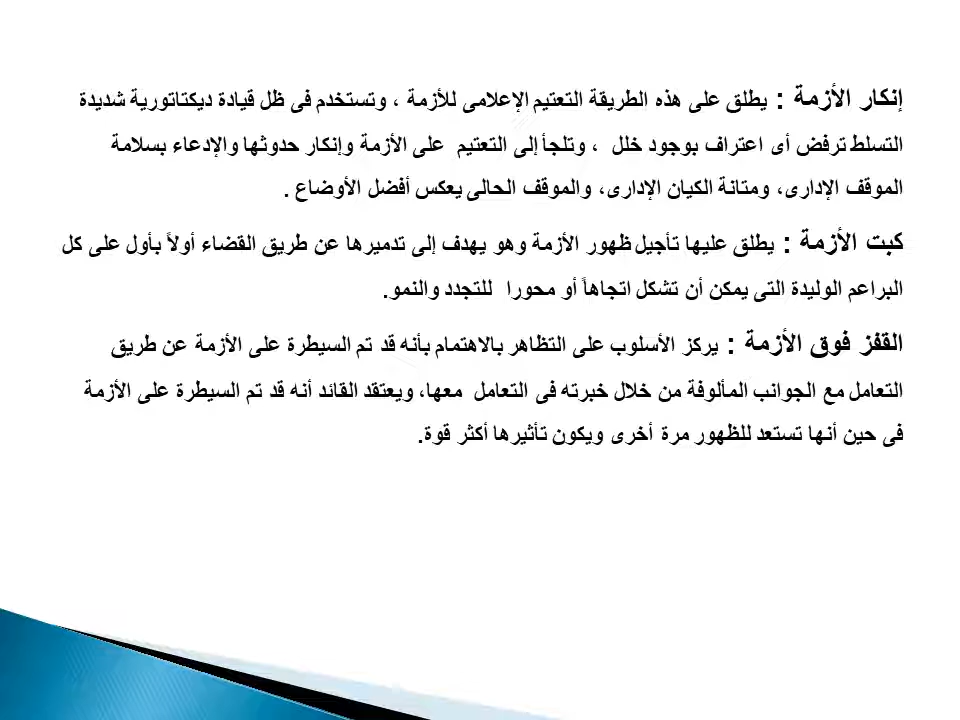 إنكار الأزمة : يطلق على هذه الطريقة التعتيم الإعلامى للأزمة ، وتستخدم فى ظل قيادة ديكتاتورية شديدة
التسلط ترفض أى اعتراف بوجود خلل ، وتلجأ إلى التعتيم على الأزمة وإنكار حدوثها والإدعاء بسلامة
الموقف الإدارى، ومتانة الكيان الإدارى، والموقف الحالى يعكس أفضل الأوضاع .
كبت الأزمة : يطلق عليها تأجيل ظهور الأزمة وهو يهدف إلى تدميرها عن طريق القضاء أولاً بأول على كل
البراعم الوليدة التى يمكن أن تشكل اتجاهاً أو محورا للتجدد والنمو.
القفز فوق الأزمة : يركز الأسلوب على التظاهر بالاهتمام بأنه قد تم السيطرة على الأزمة عن طريق
التعامل مع الجوانب المألوفة من خلال خبرته فى التعامل معها، ويعتقد القائد أنه قد تم السيطرة على الأزمة
فى حين أنها تستعد للظهور مرة أخرى ويكون تأثيرها أكثر قوة.